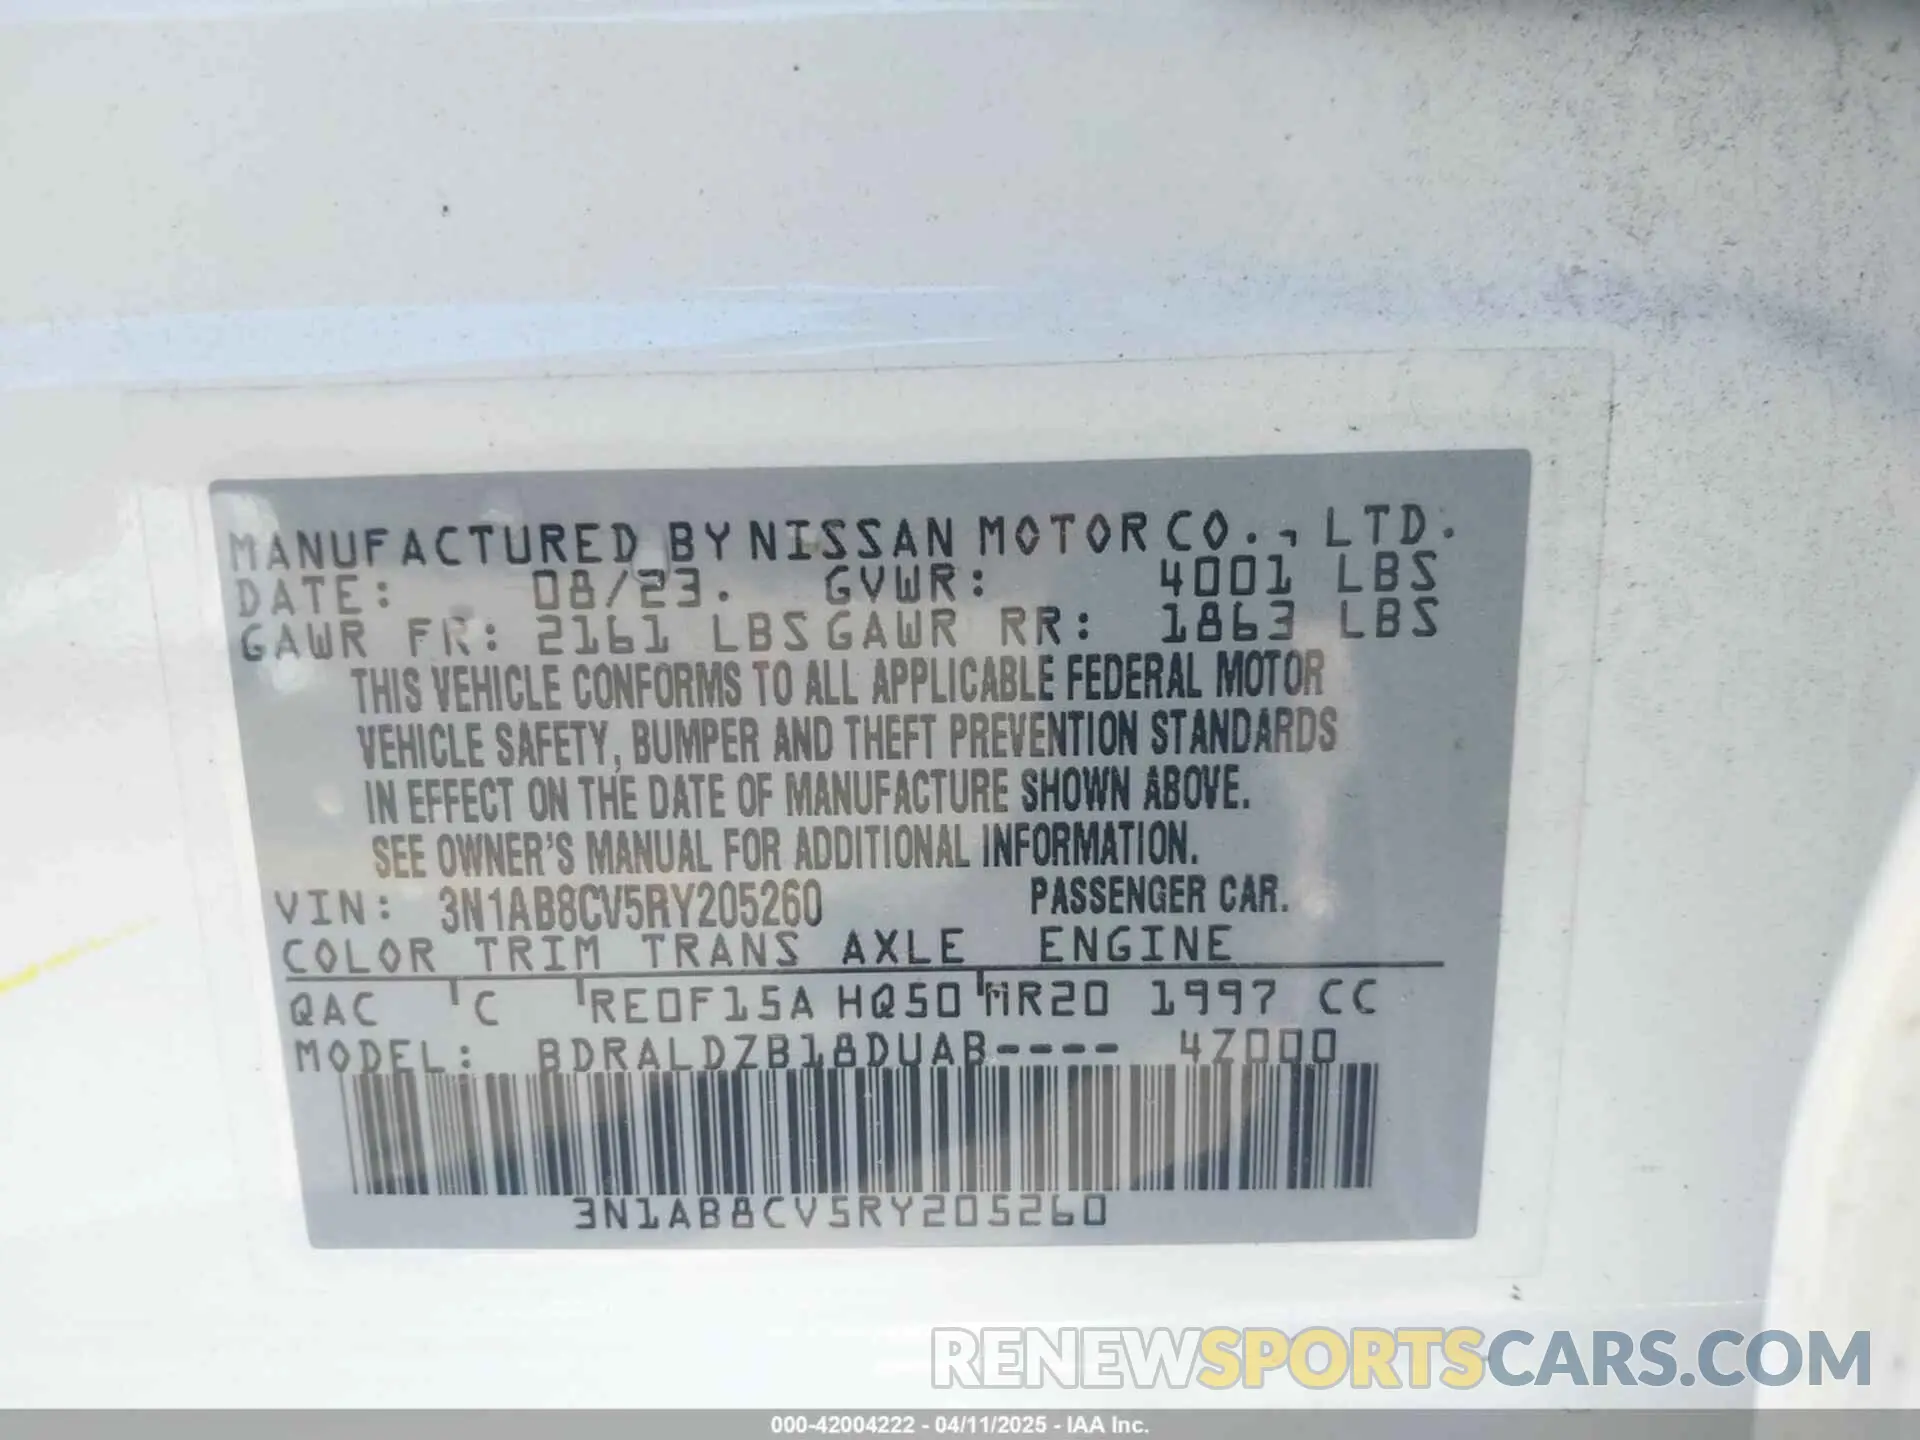 MANUFACTURED BY NISSAN MOTOR CO., LTD.
DATE: 08/23. GVWR: 4001 LBS
GAWR FR: 2161 LBS GAWR RR: 1863 LBS
THIS VEHICLE CONFORMS TO ALL APPLICABLE FEDERAL MOTOR
VEHICLE SAFETY, BUMPER AND THEFT PREVENTION STANDARDS
IN EFFECT ON THE DATE OF MANUFACTURE SHOWN ABOVE.
SEE OWNER'S MANUAL FOR ADDITIONAL INFORMATION.
VIN: 3N1AB8CV5RY205260 PASSENGER CAR.
COLOR TRIM TRANS AXLE ENGINE
QAC C RE0F15A HQ50 MR20 1997 CC
MODEL: BDRALDZB18DUAB---- 4Z000
3N1AB8CV5RY205260
RENEWSPORTSCARS.COM
000-42004222 - 04/11/2025 - IAA Inc.